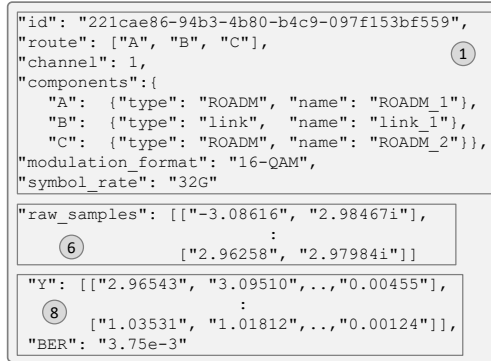 "id": "221cae86-94b3-4b80-b4c9-097f153bf559",
"route": ["A", "B", "C"],
"channel": 1,
"components":{
"A": {"type": "ROADM", "name": "ROADM_1"},
"B": {"type": "link", "name": "link_1"},
"C": {"type": "ROADM", "name": "ROADM_2"}},
"modulation_format": "16-QAM",
"symbol_rate": "32G"
1
"raw_samples": [["-3.08616", "2.98467i"],
:
["2.96258", "2.97984i"]]
6
"Y": [["2.96543", "3.09510",..,"0.00455"],
:
["1.03531", "1.01812",..,"0.00124"]],
"BER": "3.75e-3"
8